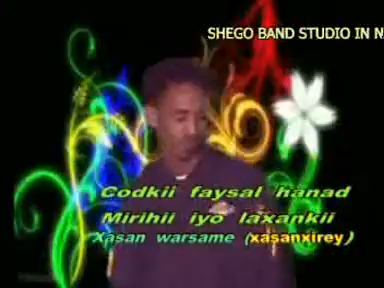 SHEGO BAND STUDIO IN N
Codkii faysal hanad
Mirihii iyo laxankii
Xasan warsame (xasanxirey)